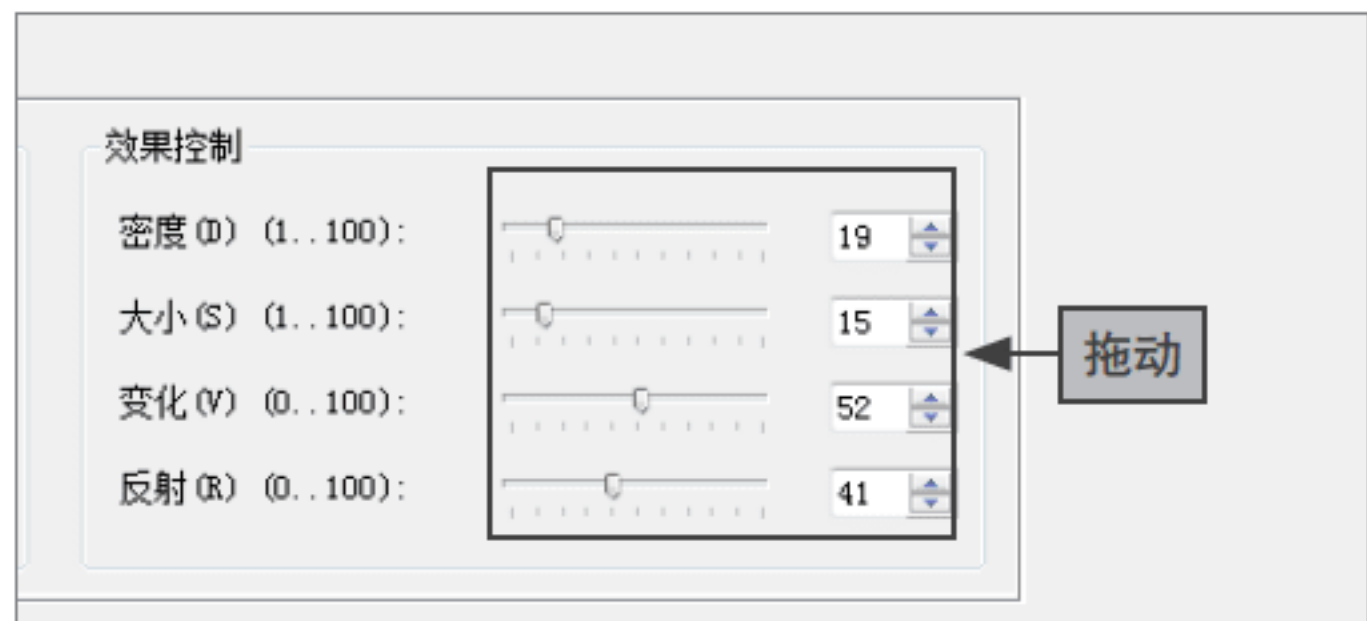 效果控制
密度(D) (1..100): 19
大小(S) (1..100): 15
变化(V) (0..100): 52
反射(R) (0..100): 41
拖动